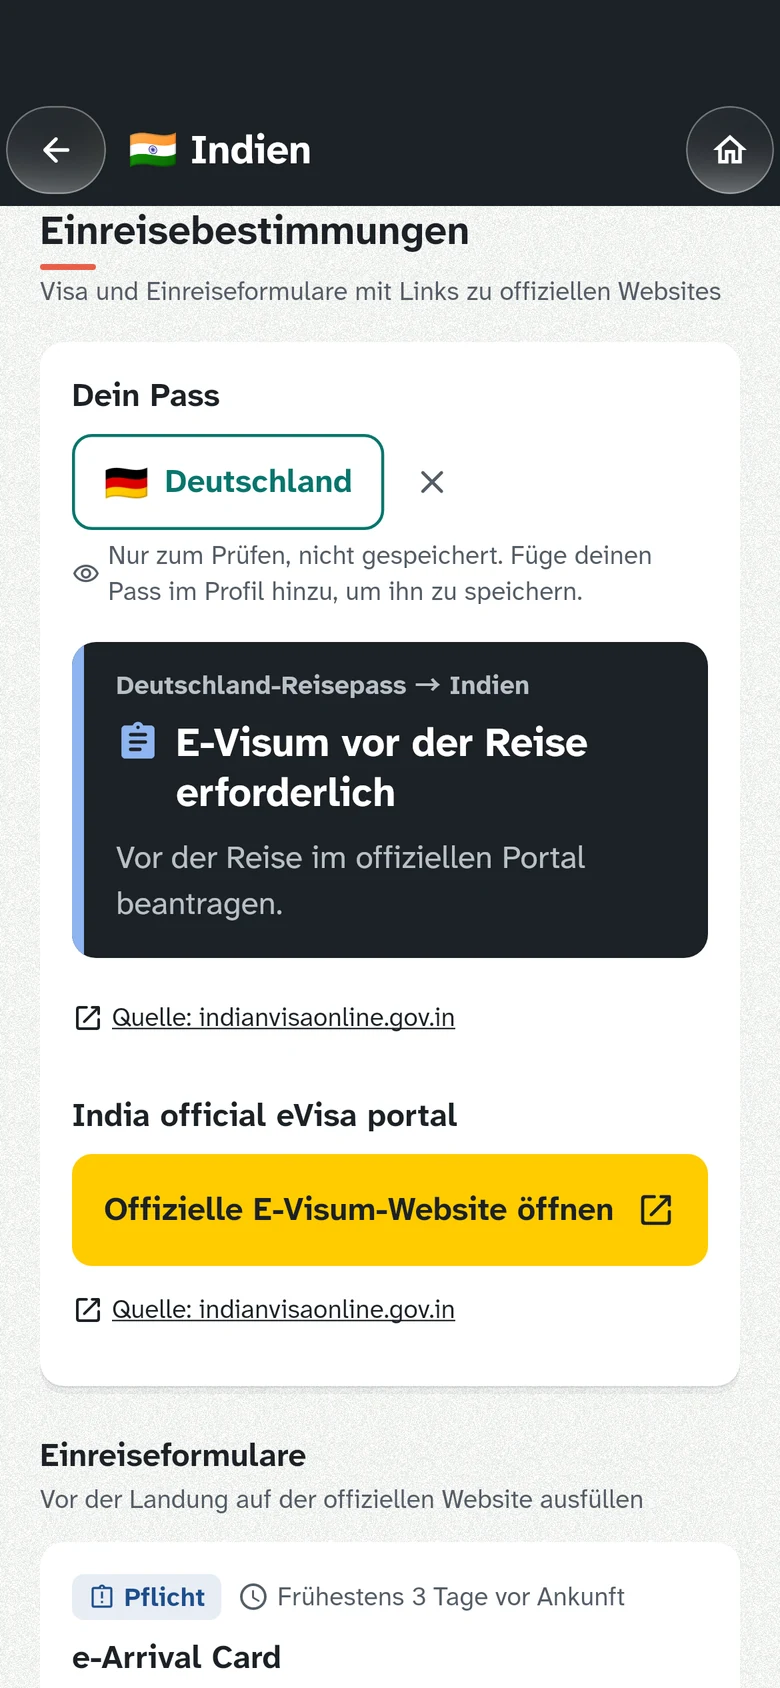 Indien
Einreisebestimmungen
Visa und Einreiseformulare mit Links zu offiziellen Websites
Dein Pass
Deutschland
Nur zum Prüfen, nicht gespeichert. Füge deinen
Pass im Profil hinzu, um ihn zu speichern.
Deutschland-Reisepass → Indien
E-Visum vor der Reise
erforderlich
Vor der Reise im offiziellen Portal
beantragen.
Quelle: indianvisaonline.gov.in
India official eVisa portal
Offizielle E-Visum-Website öffnen
Quelle: indianvisaonline.gov.in
Einreiseformulare
Vor der Landung auf der offiziellen Website ausfüllen
Pflicht Frühestens 3 Tage vor Ankunft
e-Arrival Card